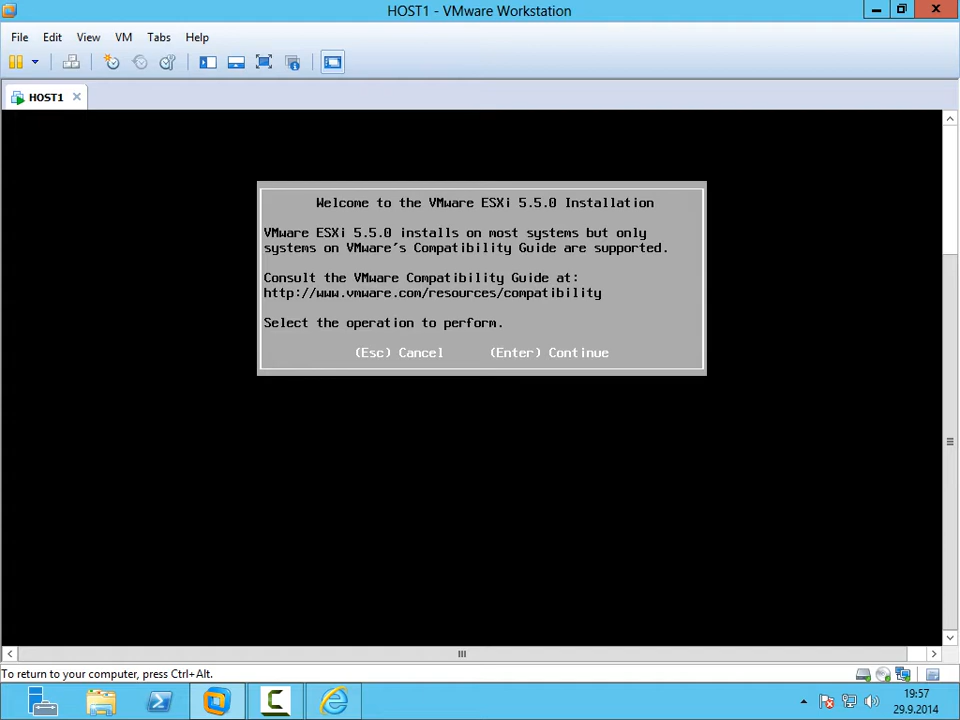 HOST1 - VMware Workstation
File Edit View VM Tabs Help
HOST1
Welcome to the VMware ESXi 5.5.0 Installation
VMware ESXi 5.5.0 installs on most systems but only
systems on VMware's Compatibility Guide are supported.
Consult the VMware Compatibility Guide at:
http://www.vmware.com/resources/compatibility
Select the operation to perform.
(Esc) Cancel (Enter) Continue
To return to your computer, press Ctrl+Alt.
19:57
29.9.2014